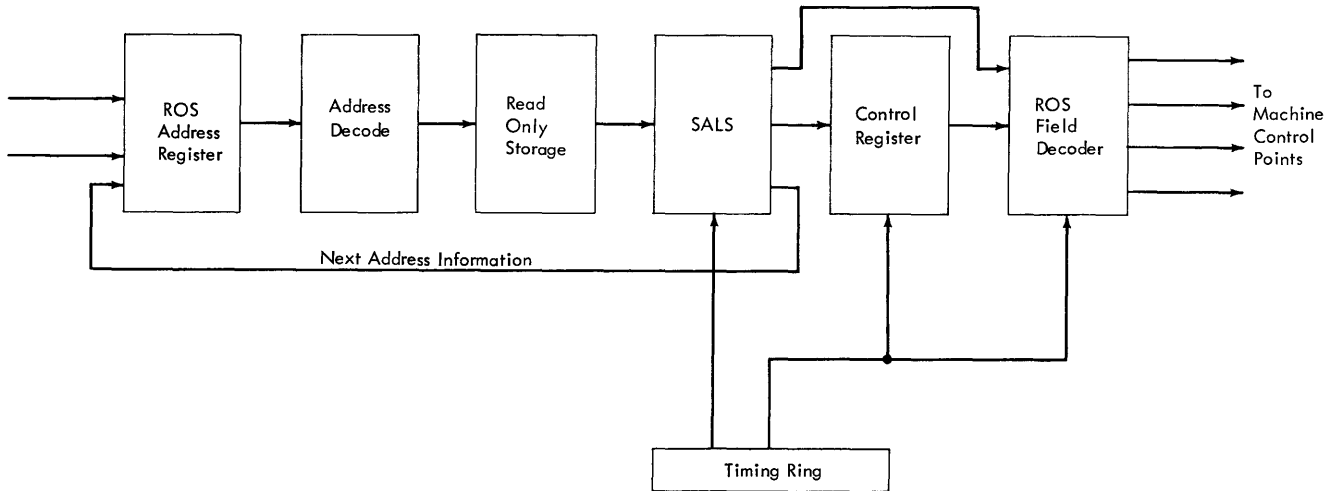 ROS
Address
Register
Address
Decode
Read
Only
Storage
SALS
Control
Register
ROS
Field
Decoder
To
Machine
Control
Points
Next Address Information
Timing Ring